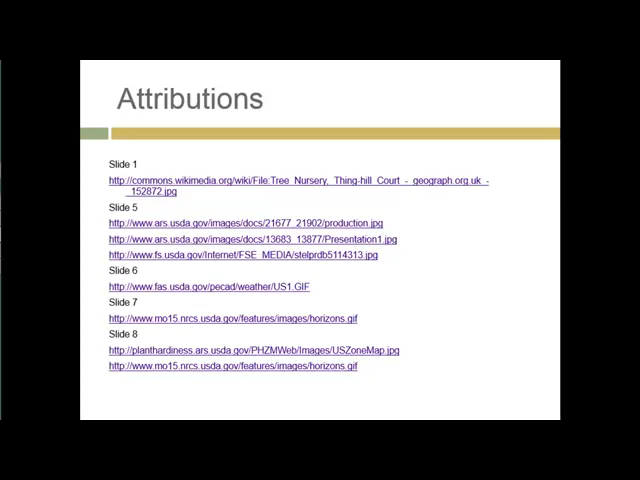 Attributions
Slide 1
http://commons.wikimedia.org/wiki/File:Tree_Nursery,_Thing-hill_Court_-_geograph.org.uk_-
_152872.jpg
Slide 5
http://www.ars.usda.gov/images/docs/21677_21902/production.jpg
http://www.ars.usda.gov/images/docs/13683_13877/Presentation1.jpg
http://www.fs.usda.gov/Internet/FSE_MEDIA/stelprdb5114313.jpg
Slide 6
http://www.fas.usda.gov/pecad/weather/US1.GIF
Slide 7
http://www.mo15.nrcs.usda.gov/features/images/horizons.gif
Slide 8
http://planthardiness.ars.usda.gov/PHZMWeb/Images/USZoneMap.jpg
http://www.mo15.nrcs.usda.gov/features/images/horizons.gif